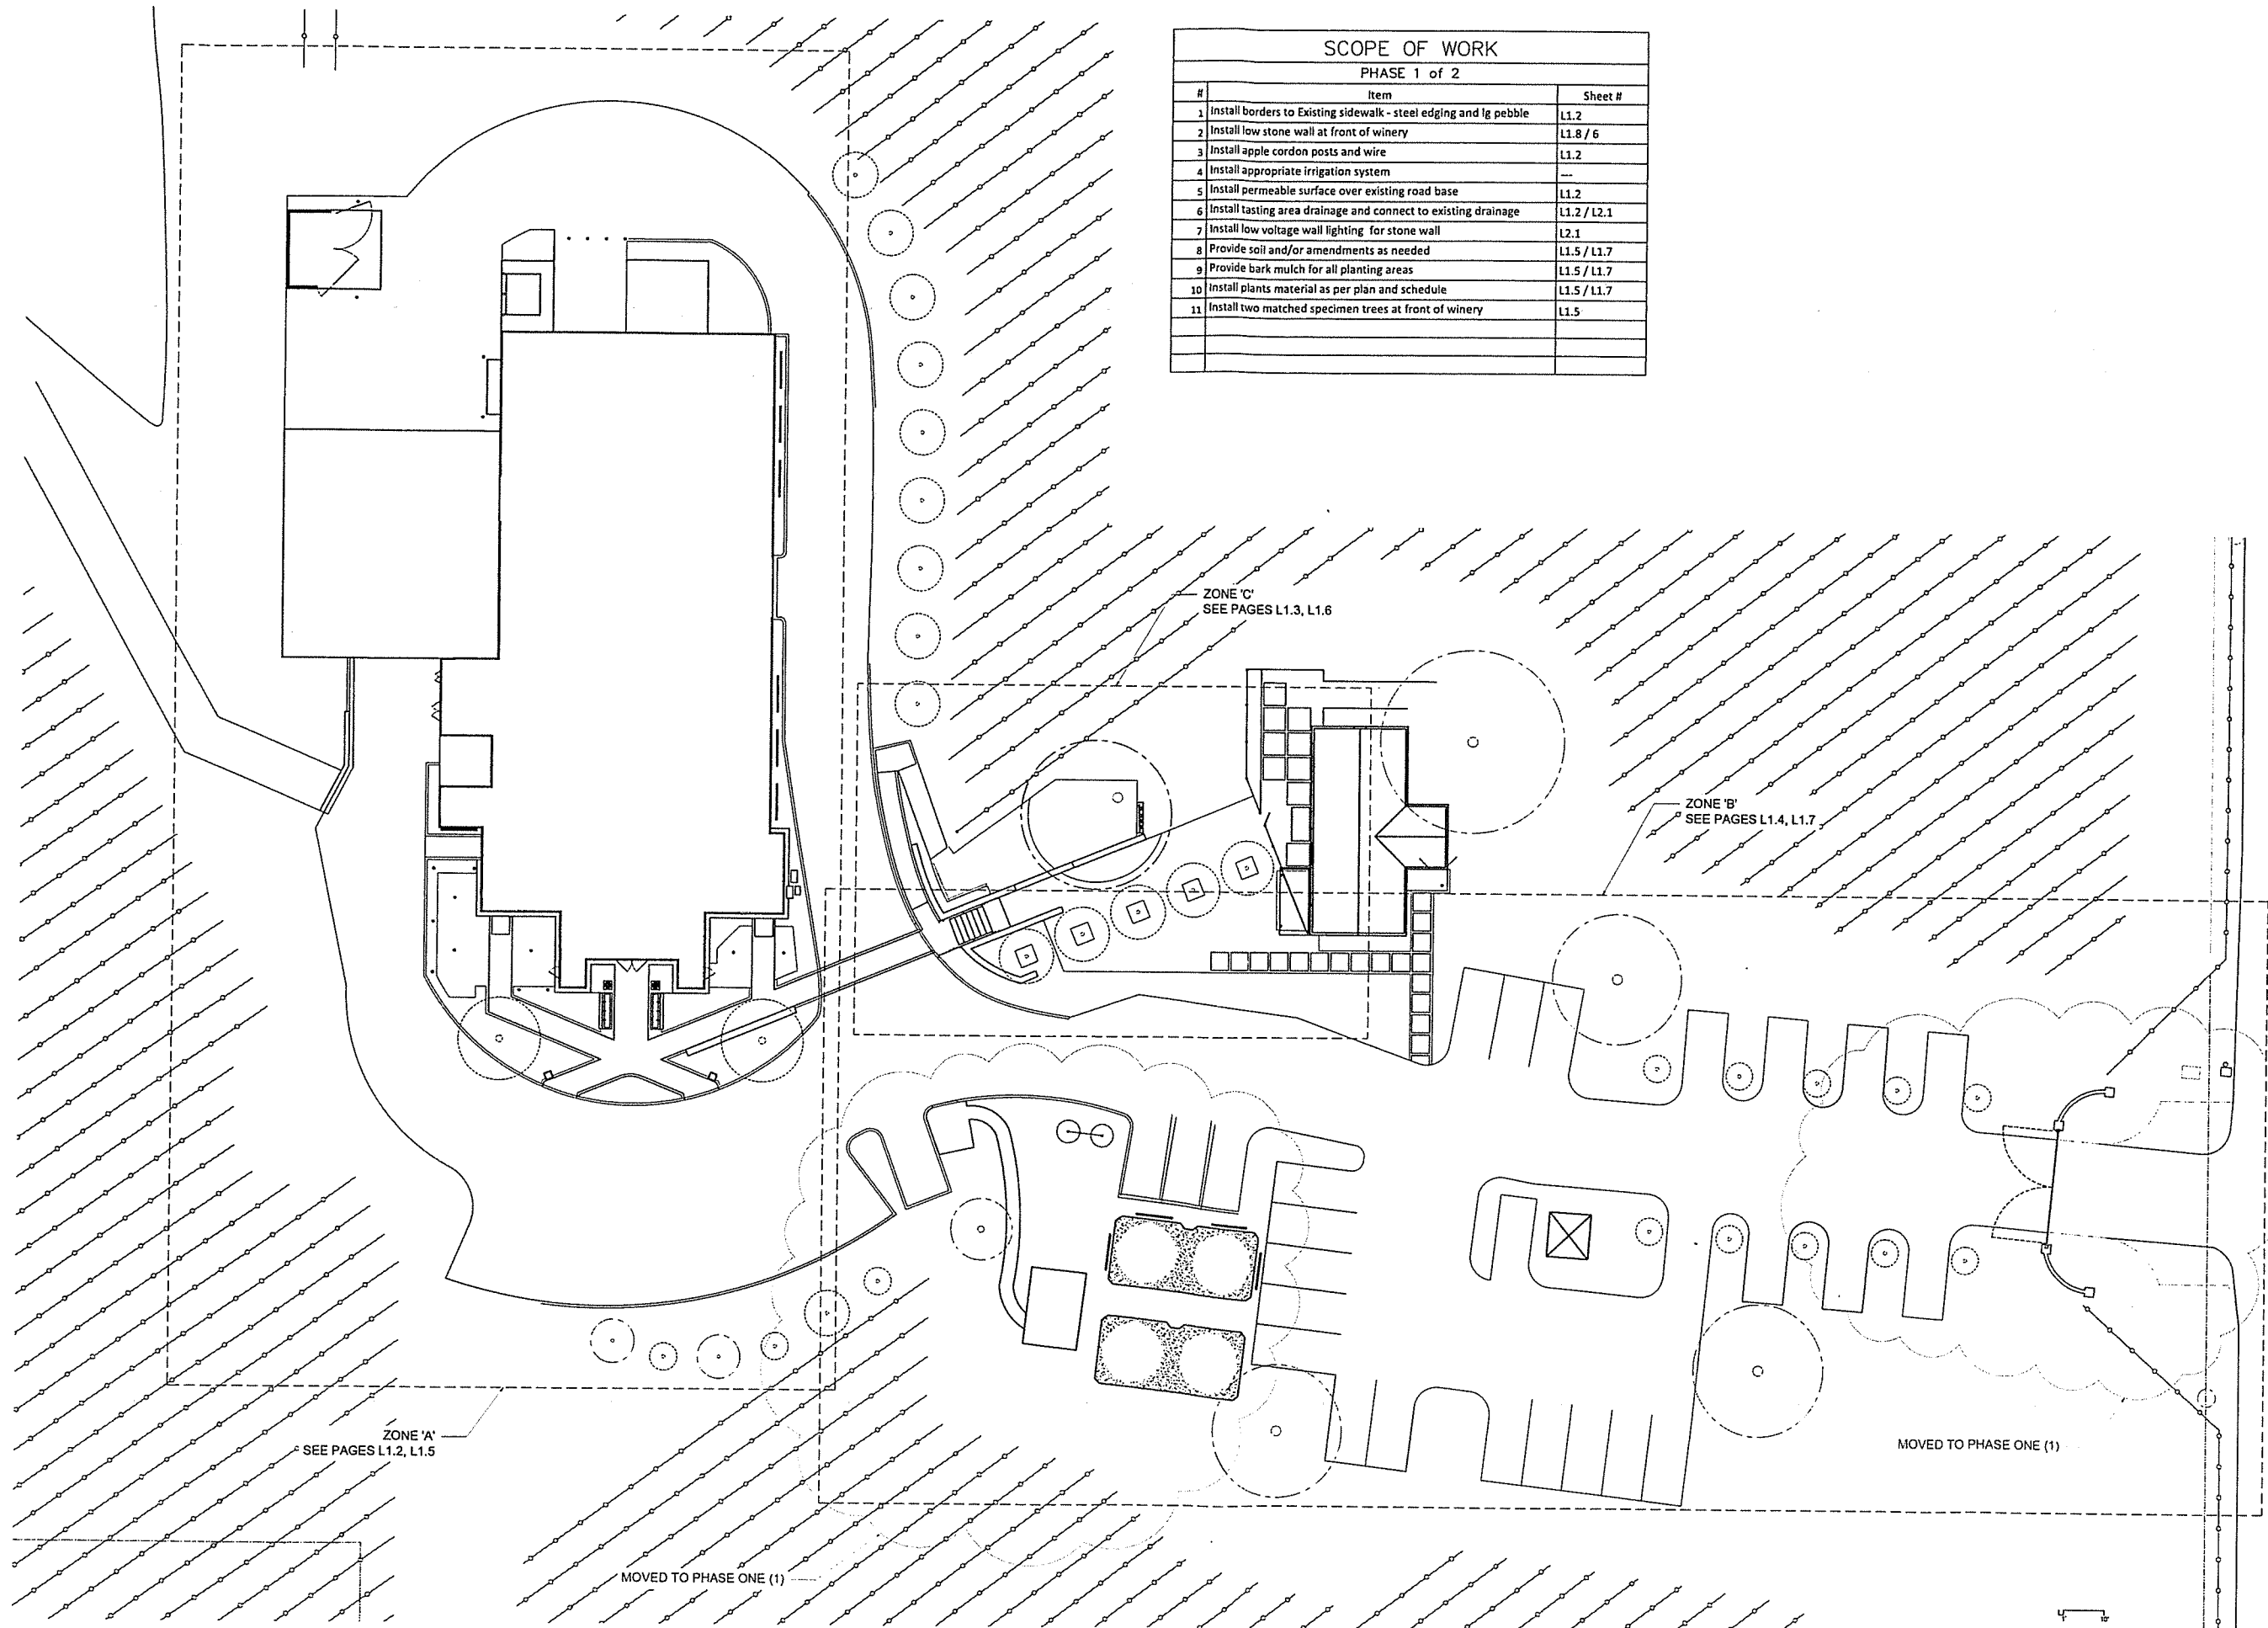 SCOPE OF WORK
PHASE 1 of 2
# Item Sheet #
1 Install borders to Existing sidewalk - steel edging and lg pebble L1.2
2 Install low stone wall at front of winery L1.8 / 6
3 Install apple cordon posts and wire L1.2
4 Install appropriate irrigation system ---
5 Install permeable surface over existing road base L1.2
6 Install tasting area drainage and connect to existing drainage L1.2 / L2.1
7 Install low voltage wall lighting for stone wall L2.1
8 Provide soil and/or amendments as needed L1.5 / L1.7
9 Provide bark mulch for all planting areas L1.5 / L1.7
10 Install plants material as per plan and schedule L1.5 / L1.7
11 Install two matched specimen trees at front of winery L1.5
ZONE 'C'
SEE PAGES L1.3, L1.6
ZONE 'B'
SEE PAGES L1.4, L1.7
ZONE 'A'
SEE PAGES L1.2, L1.5
MOVED TO PHASE ONE (1)
MOVED TO PHASE ONE (1)